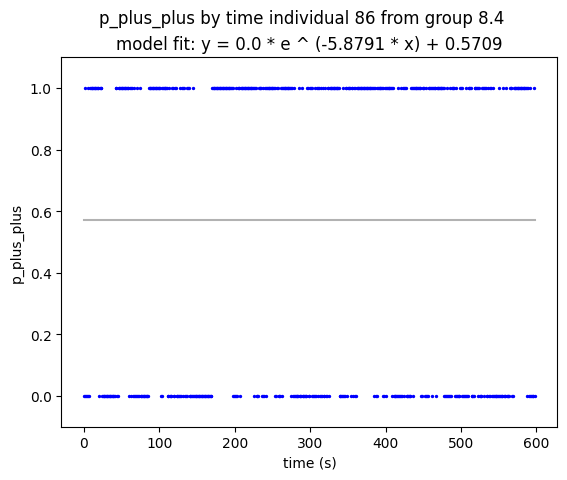 p_plus_plus by time individual 86 from group 8.4
model fit: y = 0.0 * e ^ (-5.8791 * x) + 0.5709
p_plus_plus
1.0
0.8
0.6
0.4
0.2
0.0
0 100 200 300 400 500 600
time (s)